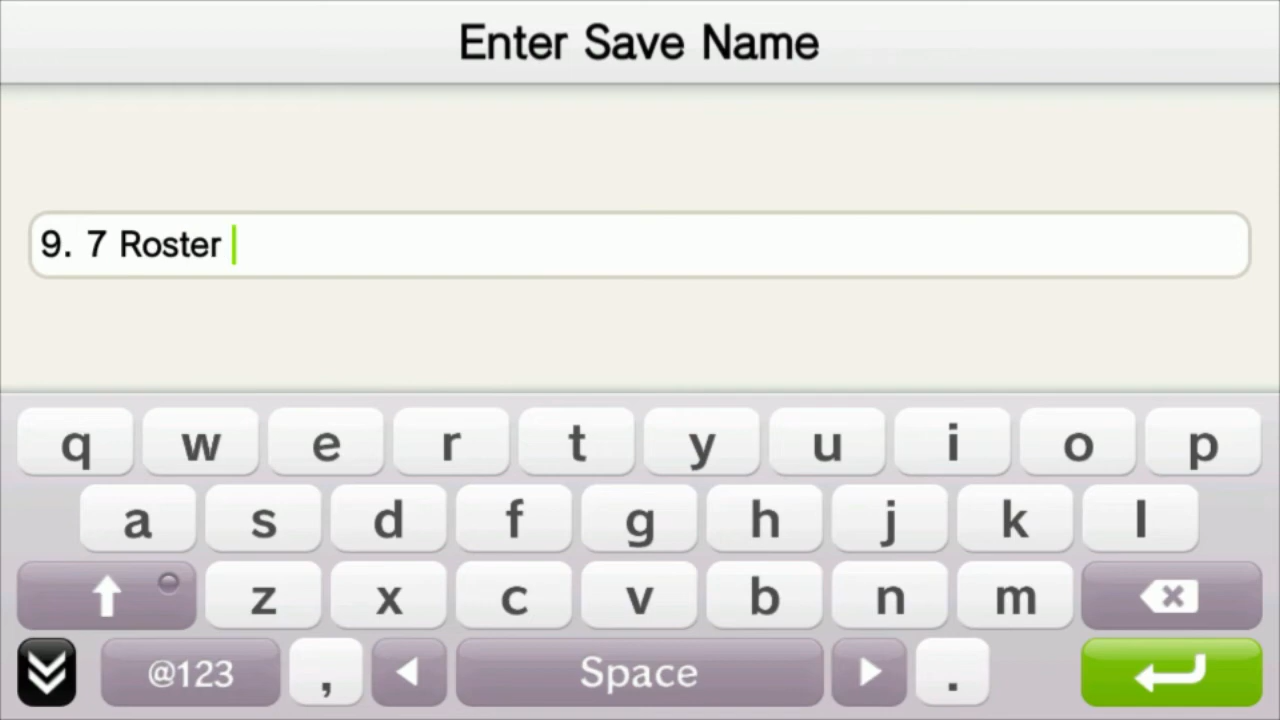 Enter Save Name
9. 7 Roster
q w e r t y u i o p
a s d f g h j k l
z x c v b n m
@123 , Space .